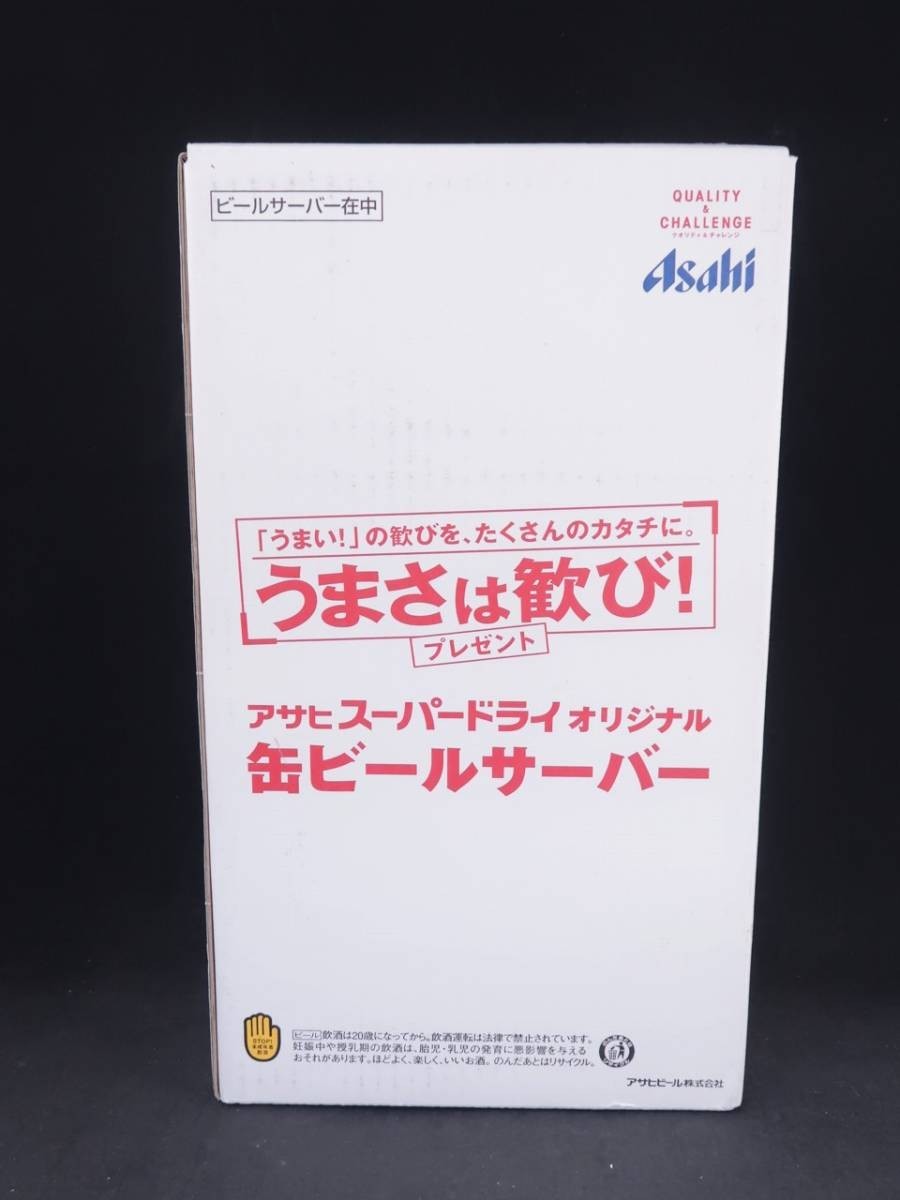 ビールサーバー在中
QUALITY
&
CHALLENGE
クオリティ&チャレンジ
Asahi
「うまい!」の歓びを、たくさんのカタチに。
うまさは歓び!
プレゼント
アサヒスーパードライオリジナル
缶ビールサーバー
STOP!
未成年者
飲酒
ビール 飲酒は20歳になってから。飲酒運転は法律で禁止されています。
妊娠中や授乳期の飲酒は、胎児・乳児の発育に悪影響を与える
おそれがあります。ほどよく、楽しく、いいお酒。のんだあとはリサイクル。
アサヒビール株式会社